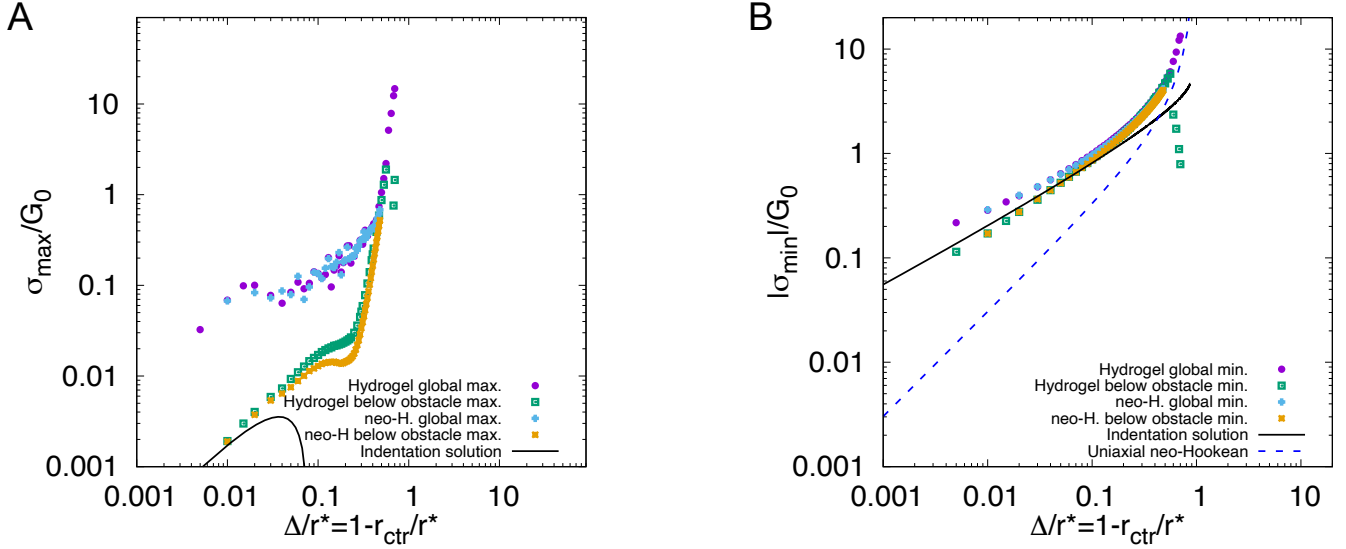 A
σmax/G0
10
1
0.1
0.01
0.001
Hydrogel global max.
Hydrogel below obstacle max.
neo-H. global max.
neo-H below obstacle max.
Indentation solution
0.001 0.01 0.1 1 10
Δ/r*=1-rctr/r*
B
|σmin|/G0
10
1
0.1
0.01
0.001
Hydrogel global min.
Hydrogel below obstacle min.
neo-H. global min.
neo-H. below obstacle min.
Indentation solution
Uniaxial neo-Hookean
0.001 0.01 0.1 1 10
Δ/r*=1-rctr/r*